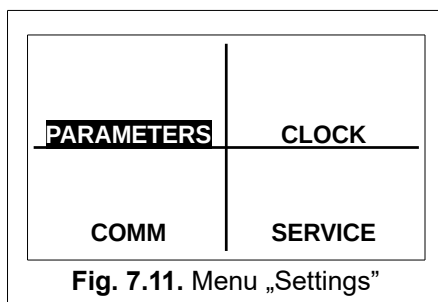 PARAMETERS CLOCK
COMM SERVICE
Fig. 7.11. Menu „Settings”